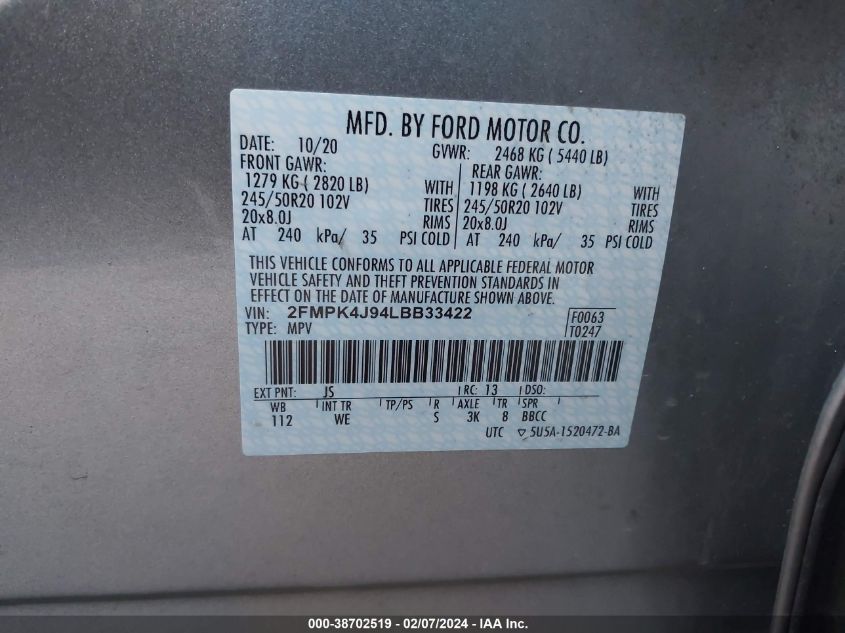 MFD. BY FORD MOTOR CO.
DATE: 10/20 GVWR: 2468 KG ( 5440 LB)
FRONT GAWR: REAR GAWR:
1279 KG ( 2820 LB) WITH 1198 KG ( 2640 LB) WITH
245/50R20 102V TIRES 245/50R20 102V TIRES
20x8.0J RIMS 20x8.0J RIMS
AT 240 kPa/ 35 PSI COLD AT 240 kPa/ 35 PSI COLD
THIS VEHICLE CONFORMS TO ALL APPLICABLE FEDERAL MOTOR
VEHICLE SAFETY AND THEFT PREVENTION STANDARDS IN
EFFECT ON THE DATE OF MANUFACTURE SHOWN ABOVE.
VIN: 2FMPK4J94LBB33422 F0063
TYPE: MPV T0247
EXT PNT: JS RC: 13 DSO:
WB INT TR TP/PS R AXLE TR SPR
112 WE S 3K 8 BBCC
UTC ▽ 5U5A-1520472-BA
000-38702519 - 02/07/2024 - IAA Inc.